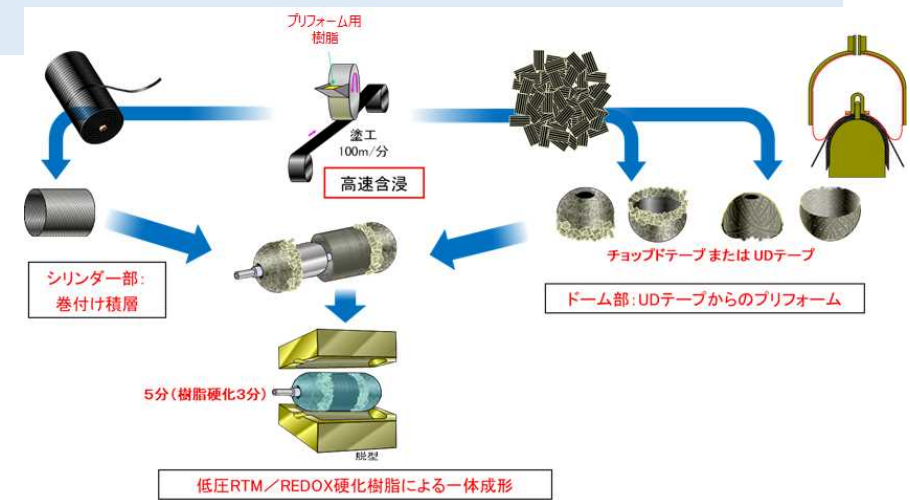 プリフォーム用
樹脂
塗工
100m/分
高速含浸
シリンダー部:
巻付け積層
チョップドテープ または UDテープ
ドーム部:UDテープからのプリフォーム
5分(樹脂硬化3分)
脱型
低圧RTM/REDOX硬化樹脂による一体成形